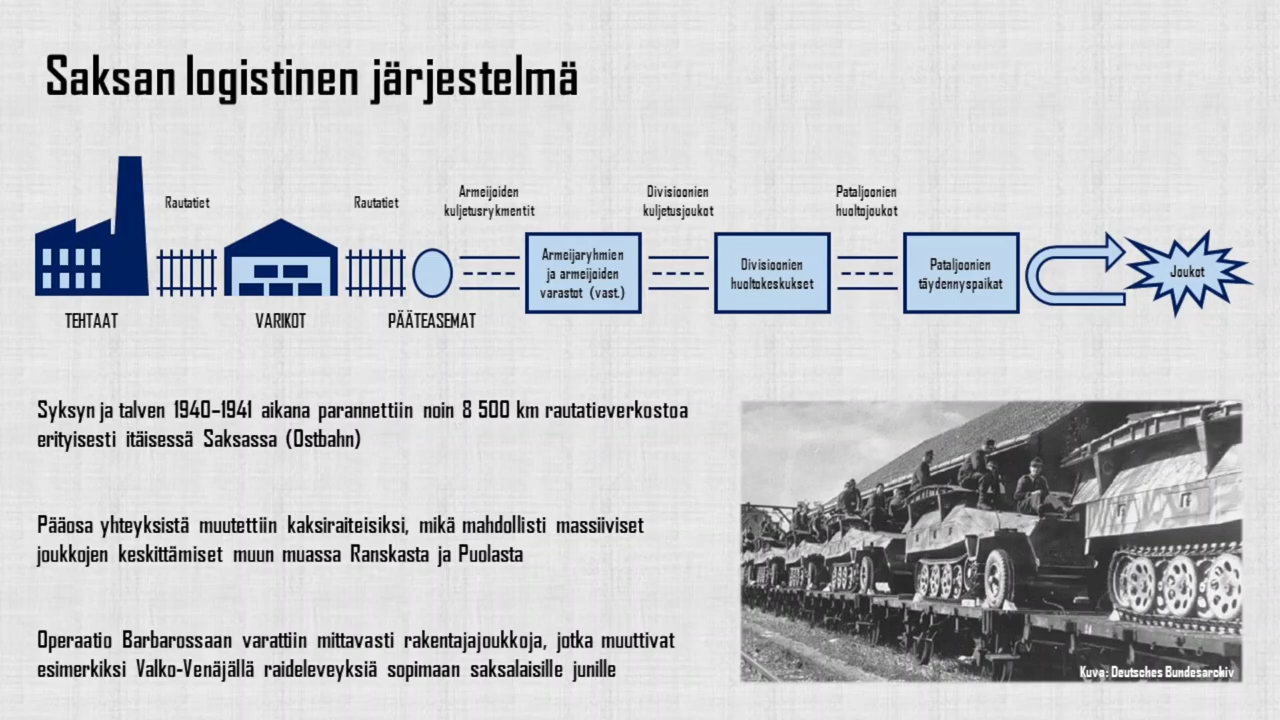 Saksan logistinen järjestelmä
Rautatiet
Rautatiet
Armeijoiden
kuljetusrykmentit
Divisioonien
kuljetusjoukot
Pataljoonien
huoltojoukot
Armeijaryhmien
ja armeijoiden
varastot (vast.)
Divisioonien
huoltokeskukset
Pataljoonien
täydennyspaikat
Joukot
TEHTAAT
VARIKOT
PÄÄTEASEMAT
Syksyn ja talven 1940–1941 aikana parannettiin noin 8 500 km rautatieverkostoa
erityisesti itäisessä Saksassa (Ostbahn)
Pääosa yhteyksistä muutettiin kaksiraiteisiksi, mikä mahdollisti massiiviset
joukkojen keskittämiset muun muassa Ranskasta ja Puolasta
Operaatio Barbarossaan varattiin mittavasti rakentajajoukkoja, jotka muuttivat
esimerkiksi Valko-Venäjällä raideleveyksiä sopimaan saksalaisille junille
Kuva: Deutsches Bundesarchiv